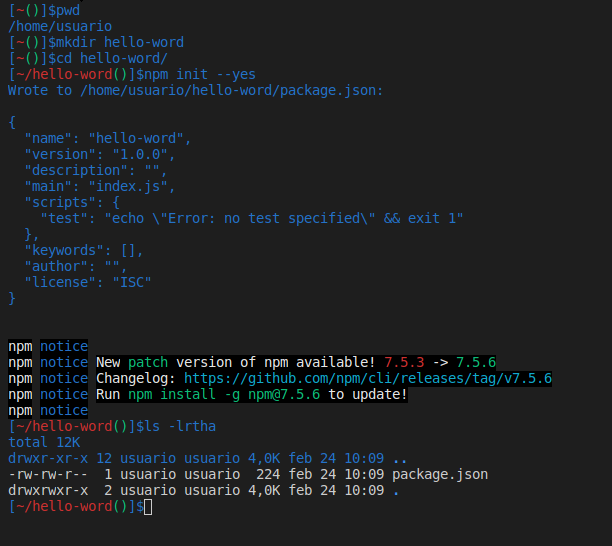 [~()]$pwd
/home/usuario
[~()]$mkdir hello-word
[~()]$cd hello-word/
[~/hello-word()]$npm init --yes
Wrote to /home/usuario/hello-word/package.json:

{
  "name": "hello-word",
  "version": "1.0.0",
  "description": "",
  "main": "index.js",
  "scripts": {
    "test": "echo \"Error: no test specified\" && exit 1"
  },
  "keywords": [],
  "author": "",
  "license": "ISC"
}

npm notice
npm notice New patch version of npm available! 7.5.3 -> 7.5.6
npm notice Changelog: https://github.com/npm/cli/releases/tag/v7.5.6
npm notice Run npm install -g npm@7.5.6 to update!
npm notice
[~/hello-word()]$ls -lrtha
total 12K
drwxr-xr-x 12 usuario usuario 4,0K feb 24 10:09 ..
-rw-rw-r--  1 usuario usuario  224 feb 24 10:09 package.json
drwxrwxr-x  2 usuario usuario 4,0K feb 24 10:09 .
[~/hello-word()]$